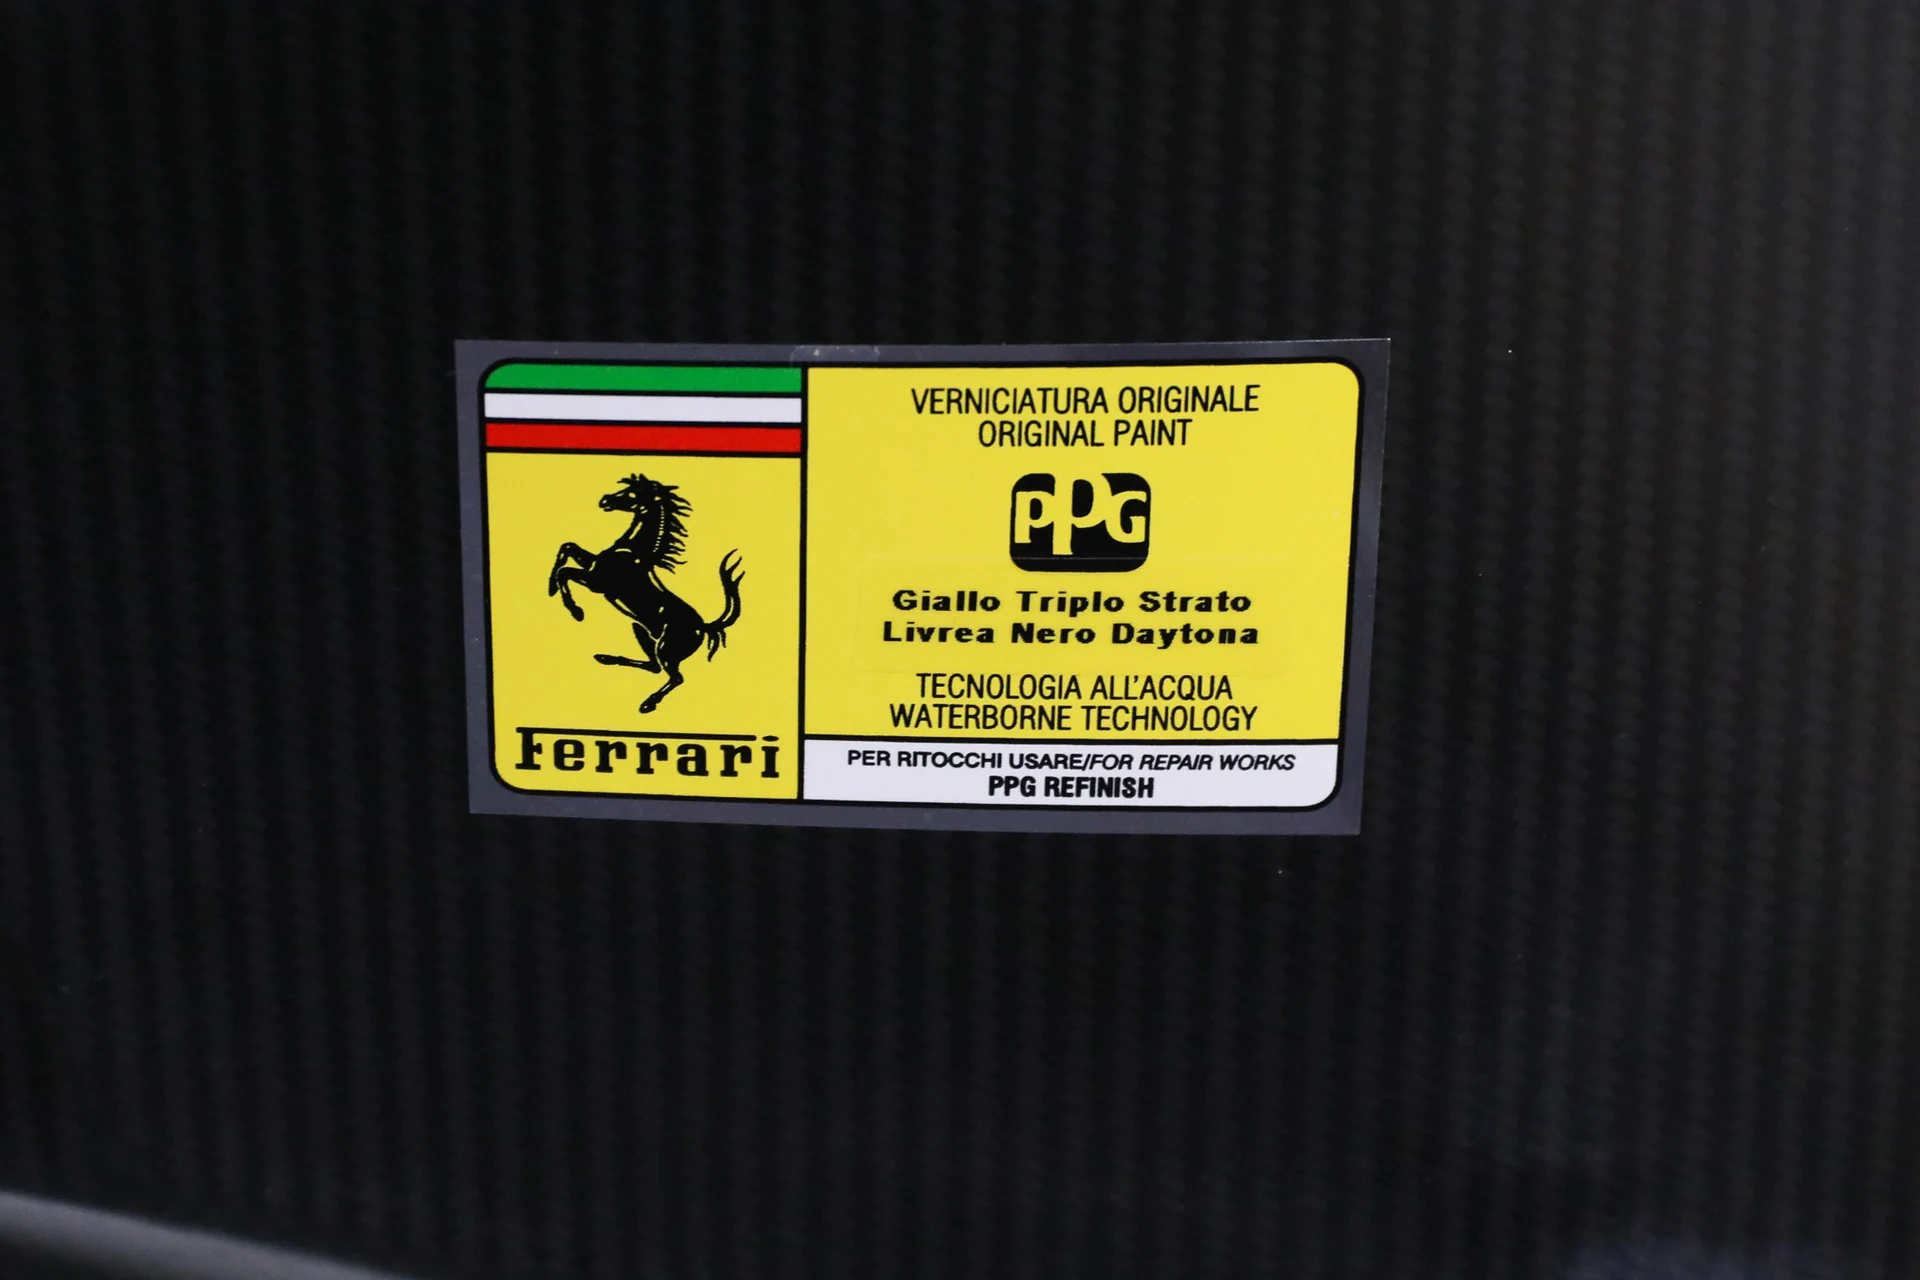 Ferrari
VERNICIATURA ORIGINALE
ORIGINAL PAINT
PPG
Giallo Triplo Strato
Livrea Nero Daytona
TECNOLOGIA ALL'ACQUA
WATERBORNE TECHNOLOGY
PER RITOCCHI USARE/FOR REPAIR WORKS
PPG REFINISH